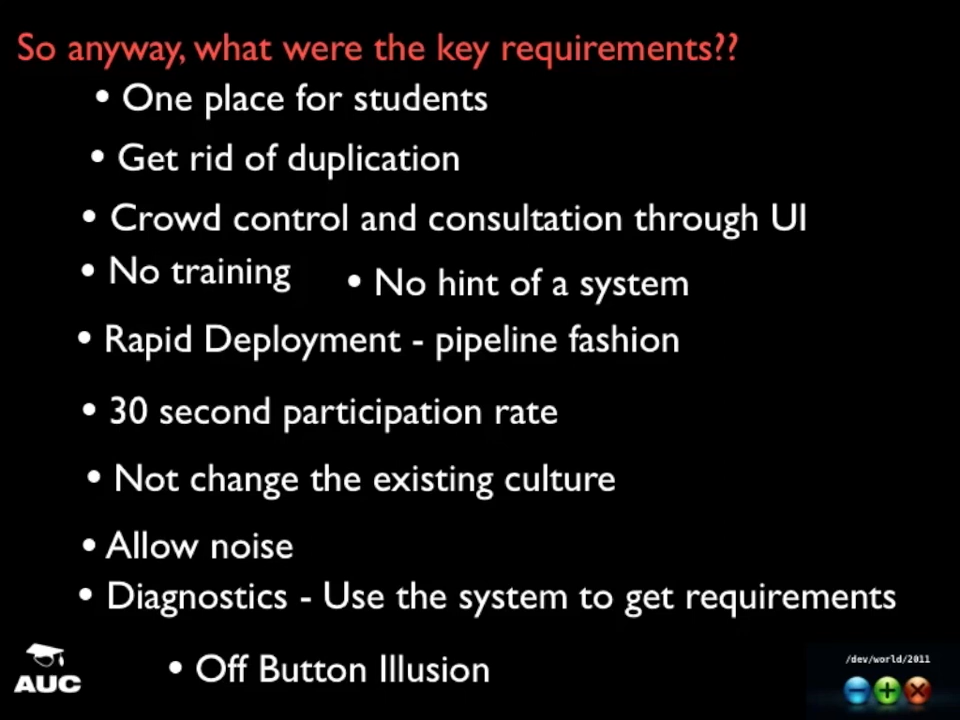 So anyway, what were the key requirements??
• One place for students
• Get rid of duplication
• Crowd control and consultation through UI
• No training
• No hint of a system
• Rapid Deployment - pipeline fashion
• 30 second participation rate
• Not change the existing culture
• Allow noise
• Diagnostics - Use the system to get requirements
• Off Button Illusion
AUC
/dev/world/2011